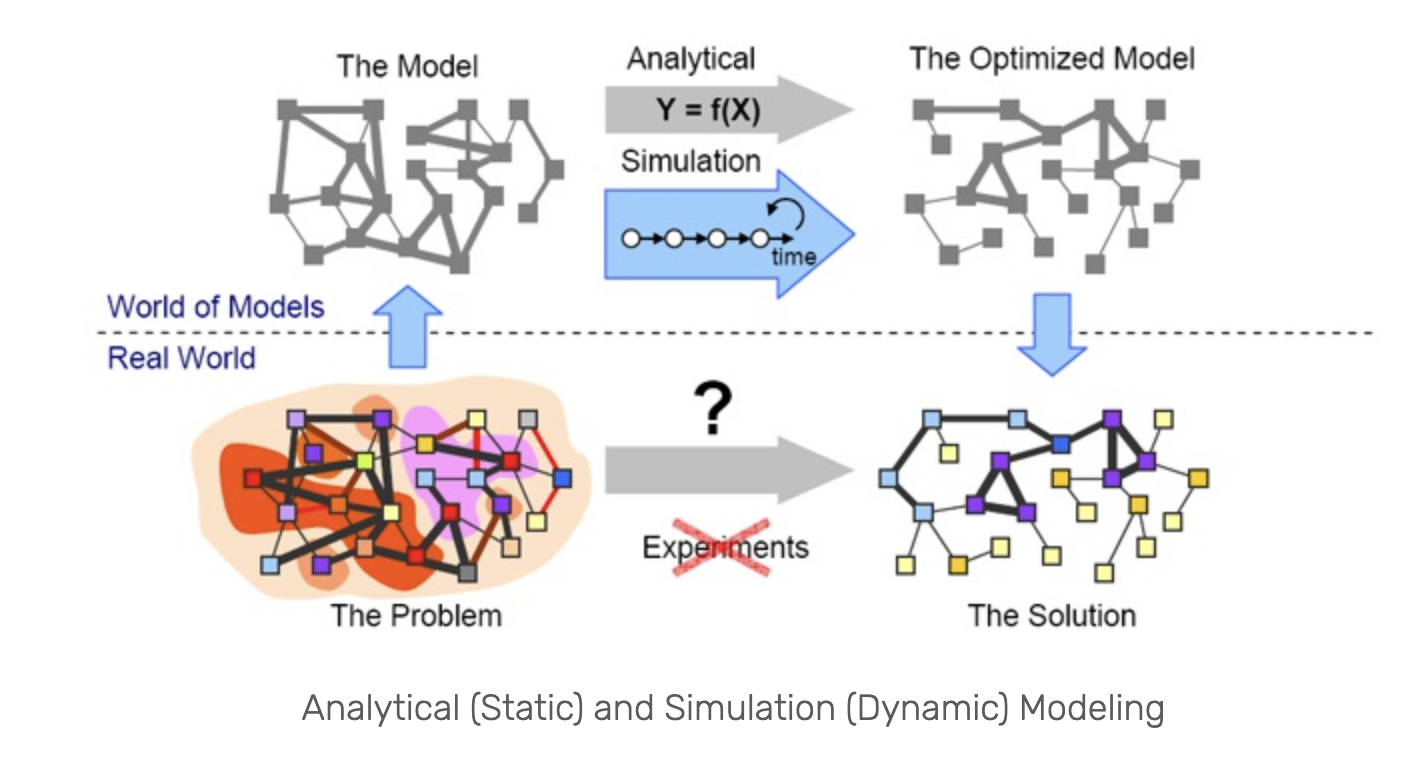 The Model
Analytical
The Optimized Model
Y = f(X)
Simulation
time
World of Models
Real World
?
Experiments
The Problem
The Solution
Analytical (Static) and Simulation (Dynamic) Modeling